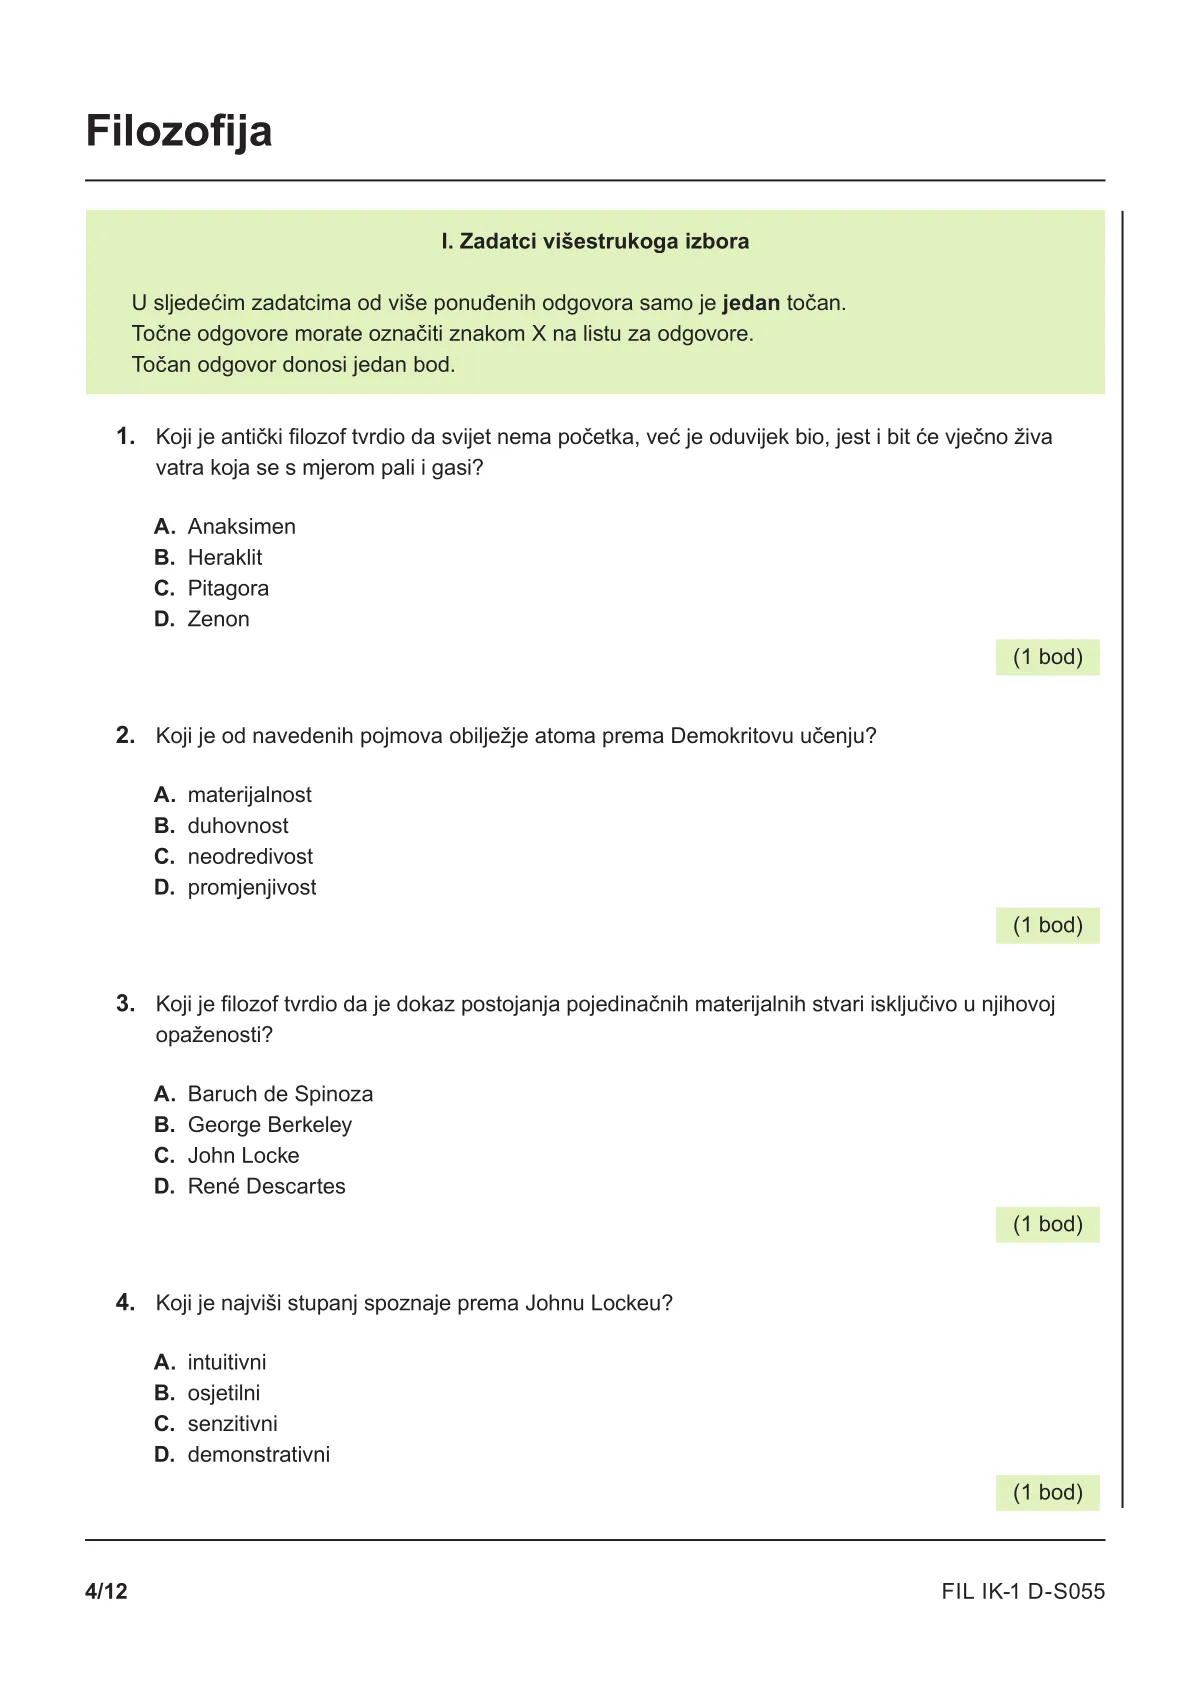 Filozofija
I. Zadatci višestrukoga izbora
U sljedećim zadatcima od više ponuđenih odgovora samo je jedan točan.
Točne odgovore morate označiti znakom X na listu za odgovore.
Točan odgovor donosi jedan bod.
1. Koji je antički filozof tvrdio da svijet nema početka, već je oduvijek bio, jest i bit će vječno živa
vatra koja se s mjerom pali i gasi?
A. Anaksimen
B. Heraklit
C. Pitagora
D. Zenon
(1 bod)
2. Koji je od navedenih pojmova obilježje atoma prema Demokritovu učenju?
A. materijalnost
B. duhovnost
C. neodredivost
D. promjenjivost
(1 bod)
3. Koji je filozof tvrdio da je dokaz postojanja pojedinačnih materijalnih stvari isključivo u njihovoj
opaženosti?
A. Baruch de Spinoza
B. George Berkeley
C. John Locke
D. René Descartes
(1 bod)
4. Koji je najviši stupanj spoznaje prema Johnu Lockeu?
A. intuitivni
B. osjetilni
C. senzitivni
D. demonstrativni
(1 bod)
4/12 FIL IK-1 D-S055